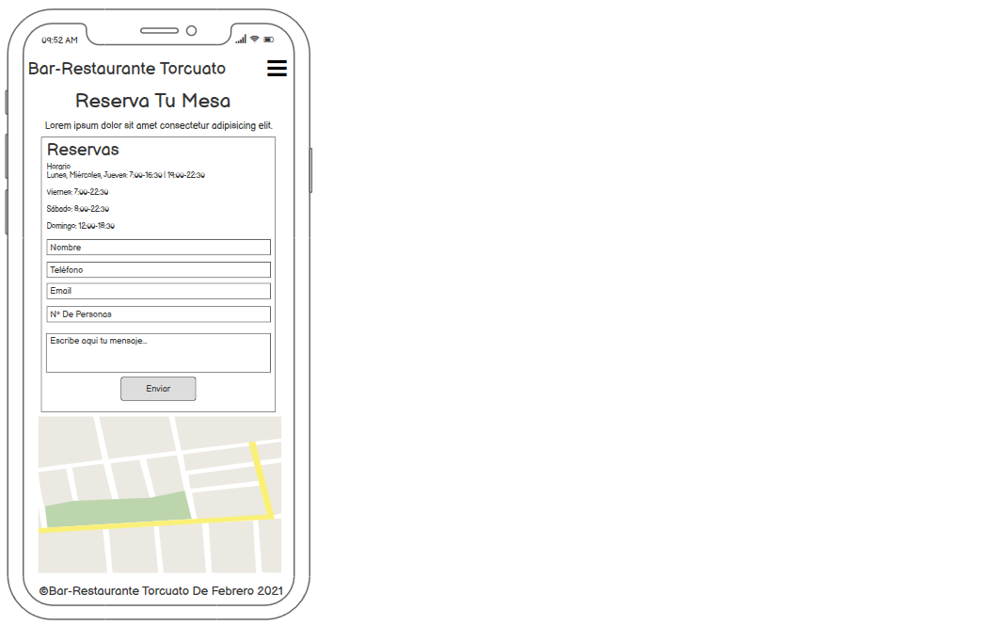 09:52 AM
Bar-Restaurante Torcuato
Reserva Tu Mesa
Lorem ipsum dolor sit amet consectetur adipisicing elit.
Reservas
Horario
Lunes, Miércoles, Jueves: 7:00-16:30 | 19:00-22:30
Viernes: 7:00-22:30
Sábado: 8:00-22:30
Domingo: 12:00-18:30
Nombre
Teléfono
Email
Nº De Personas
Escribe aqui tu mensaje...
Enviar
©Bar-Restaurante Torcuato De Febrero 2021